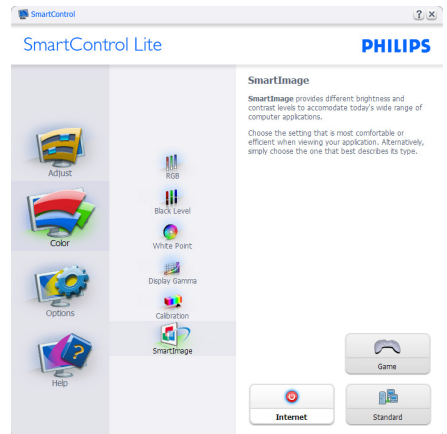 SmartControl
SmartControl Lite
PHILIPS
Adjust
Color
Options
Help
RGB
Black Level
White Point
Display Gamma
Calibration
SmartImage
SmartImage
SmartImage provides different brightness and
contrast levels to accomodate today's wide range of
computer applications.
Choose the setting that is most comfortable or
efficient when viewing your application. Alternatively,
simply choose the one that best describes its type.
Game
Internet
Standard